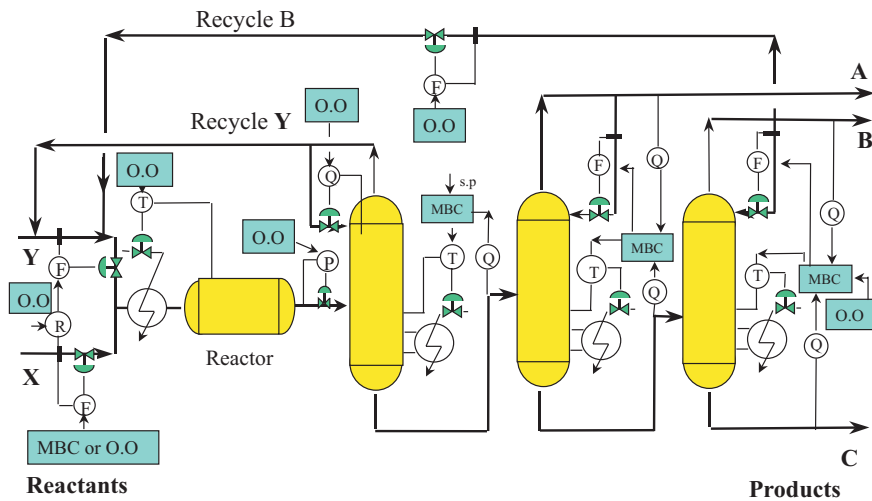 Recycle B
A
O.O
F
O.O
Recycle Y
B
O.O
F
Q
F
Q
Q
s.p
T
MBC
Q
O.O
P
Y
F
T
T
MBC
T
MBC
O.O
Q
O.O
R
Q
Reactor
X
F
MBC or O.O
C
Reactants
Products